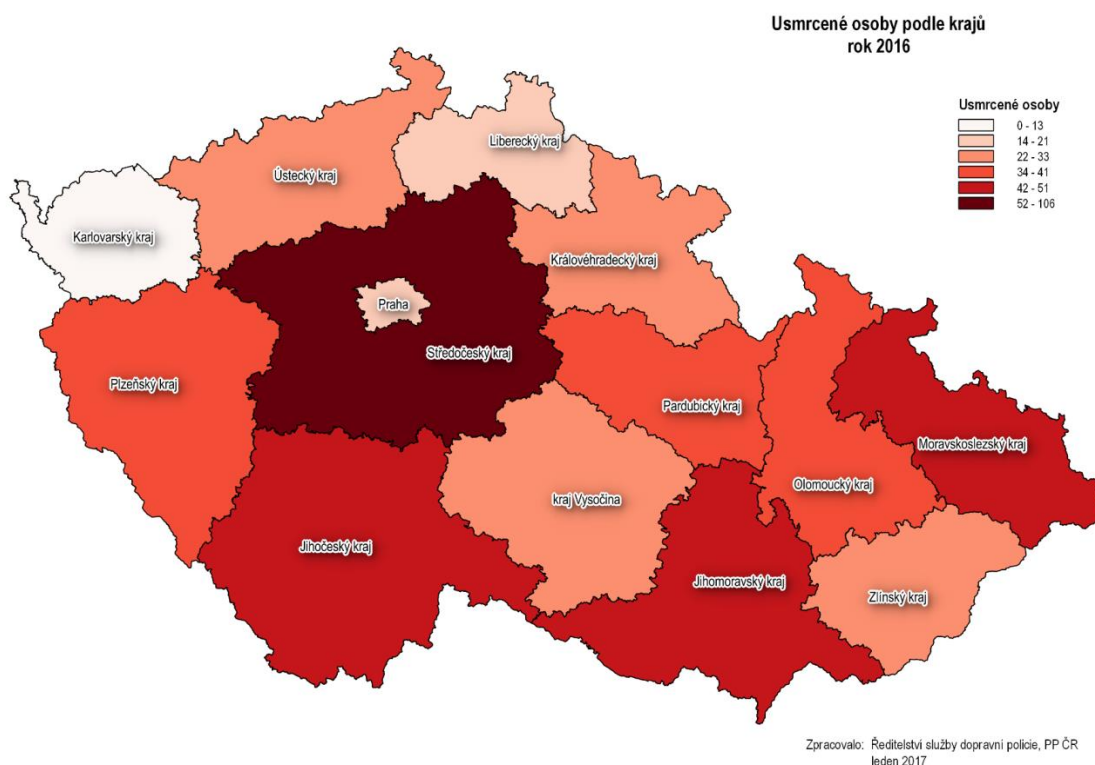 Usmrcené osoby podle krajů
rok 2016
Usmrcené osoby
0 - 13
14 - 21
22 - 33
34 - 41
42 - 51
52 - 106
Liberecký kraj
Ústecký kraj
Karlovarský kraj
Královéhradecký kraj
Praha
Středočeský kraj
Plzeňský kraj
Pardubický kraj
Moravskoslezský kraj
Olomoucký kraj
kraj Vysočina
Jihočeský kraj
Jihomoravský kraj
Zlínský kraj
Zpracovalo: Ředitelství služby dopravní policie, PP ČR
leden 2017